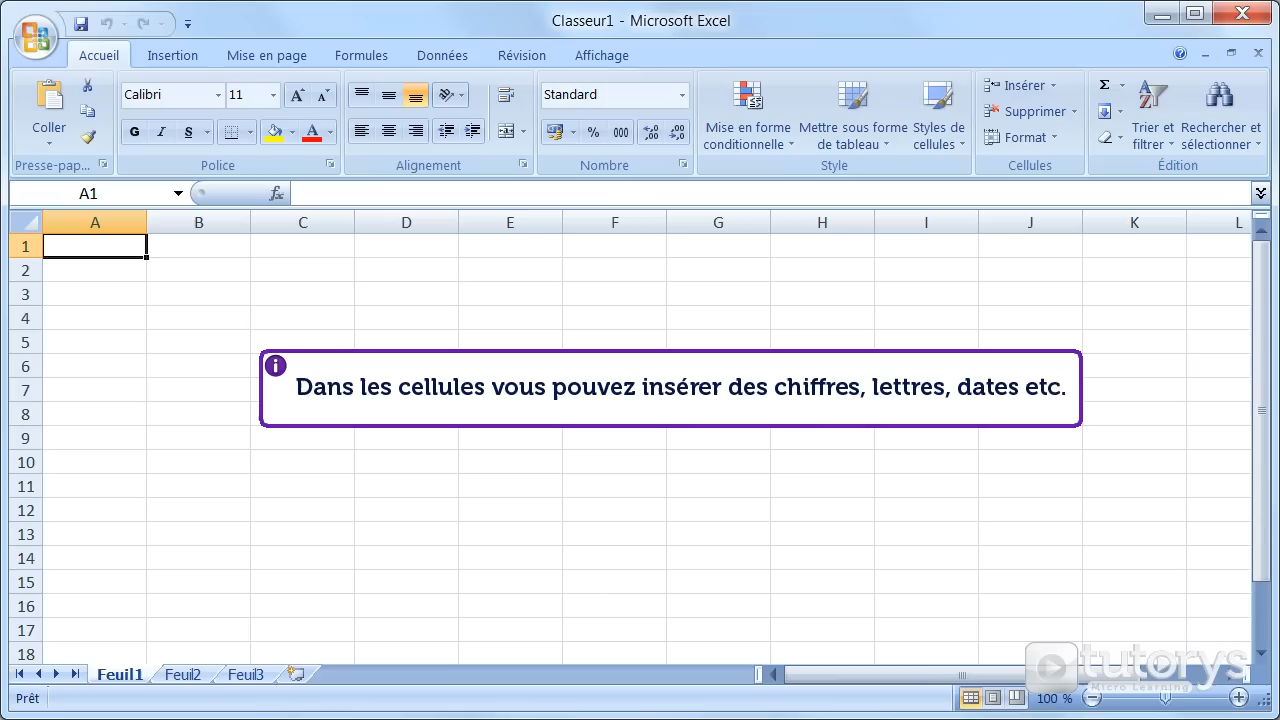 Classeur1 - Microsoft Excel
Accueil Insertion Mise en page Formules Données Révision Affichage
Coller
Presse-pap...
Calibri 11
G I S A
Police
Alignement
Standard
% 000
Nombre
Mise en forme conditionnelle
Mettre sous forme de tableau
Styles de cellules
Style
Insérer
Supprimer
Format
Cellules
Σ
Trier et filtrer
Rechercher et sélectionner
Édition
A1 fx
A B C D E F G H I J K L
1
2
3
4
5
6
7
8
9
10
11
12
13
14
15
16
17
18
i
Dans les cellules vous pouvez insérer des chiffres, lettres, dates etc.
Feuil1 Feuil2 Feuil3
Prêt
100 %
tutorys
Micro Learning